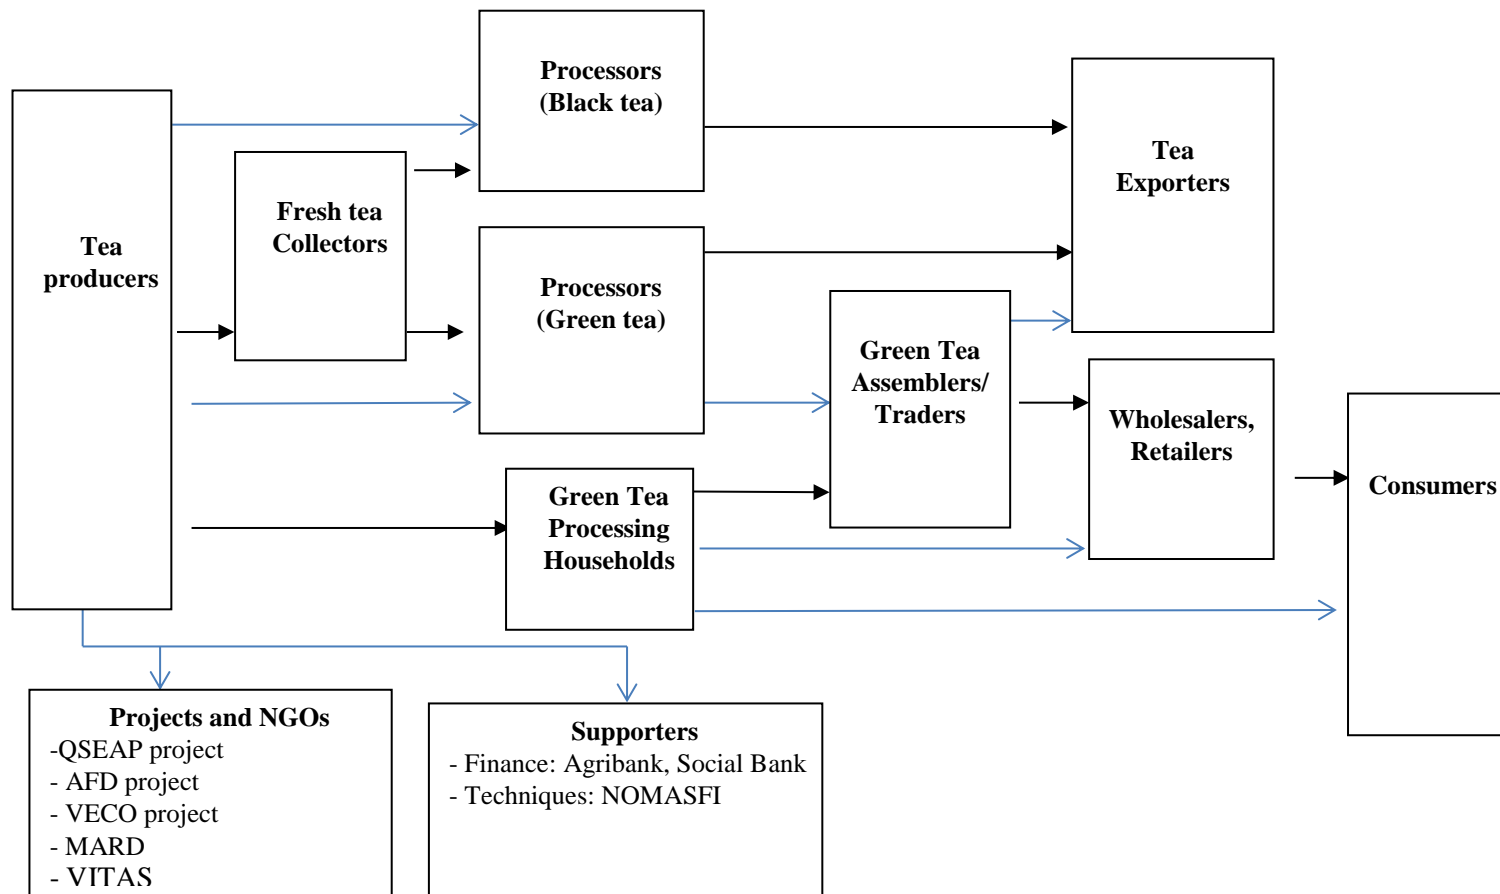 Tea
producers
Fresh tea
Collectors
Processors
(Black tea)
Processors
(Green tea)
Green Tea
Processing
Households
Green Tea
Assemblers/
Traders
Tea
Exporters
Wholesalers,
Retailers
Consumers
Projects and NGOs
-QSEAP project
- AFD project
- VECO project
- MARD
- VITAS
Supporters
- Finance: Agribank, Social Bank
- Techniques: NOMASFI